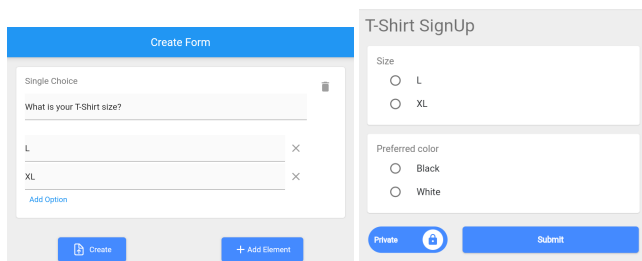 Create Form
Single Choice
What is your T-Shirt size?
L
XL
Add Option
Create
Add Element
T-Shirt SignUp
Size
L
XL
Preferred color
Black
White
Private
Submit